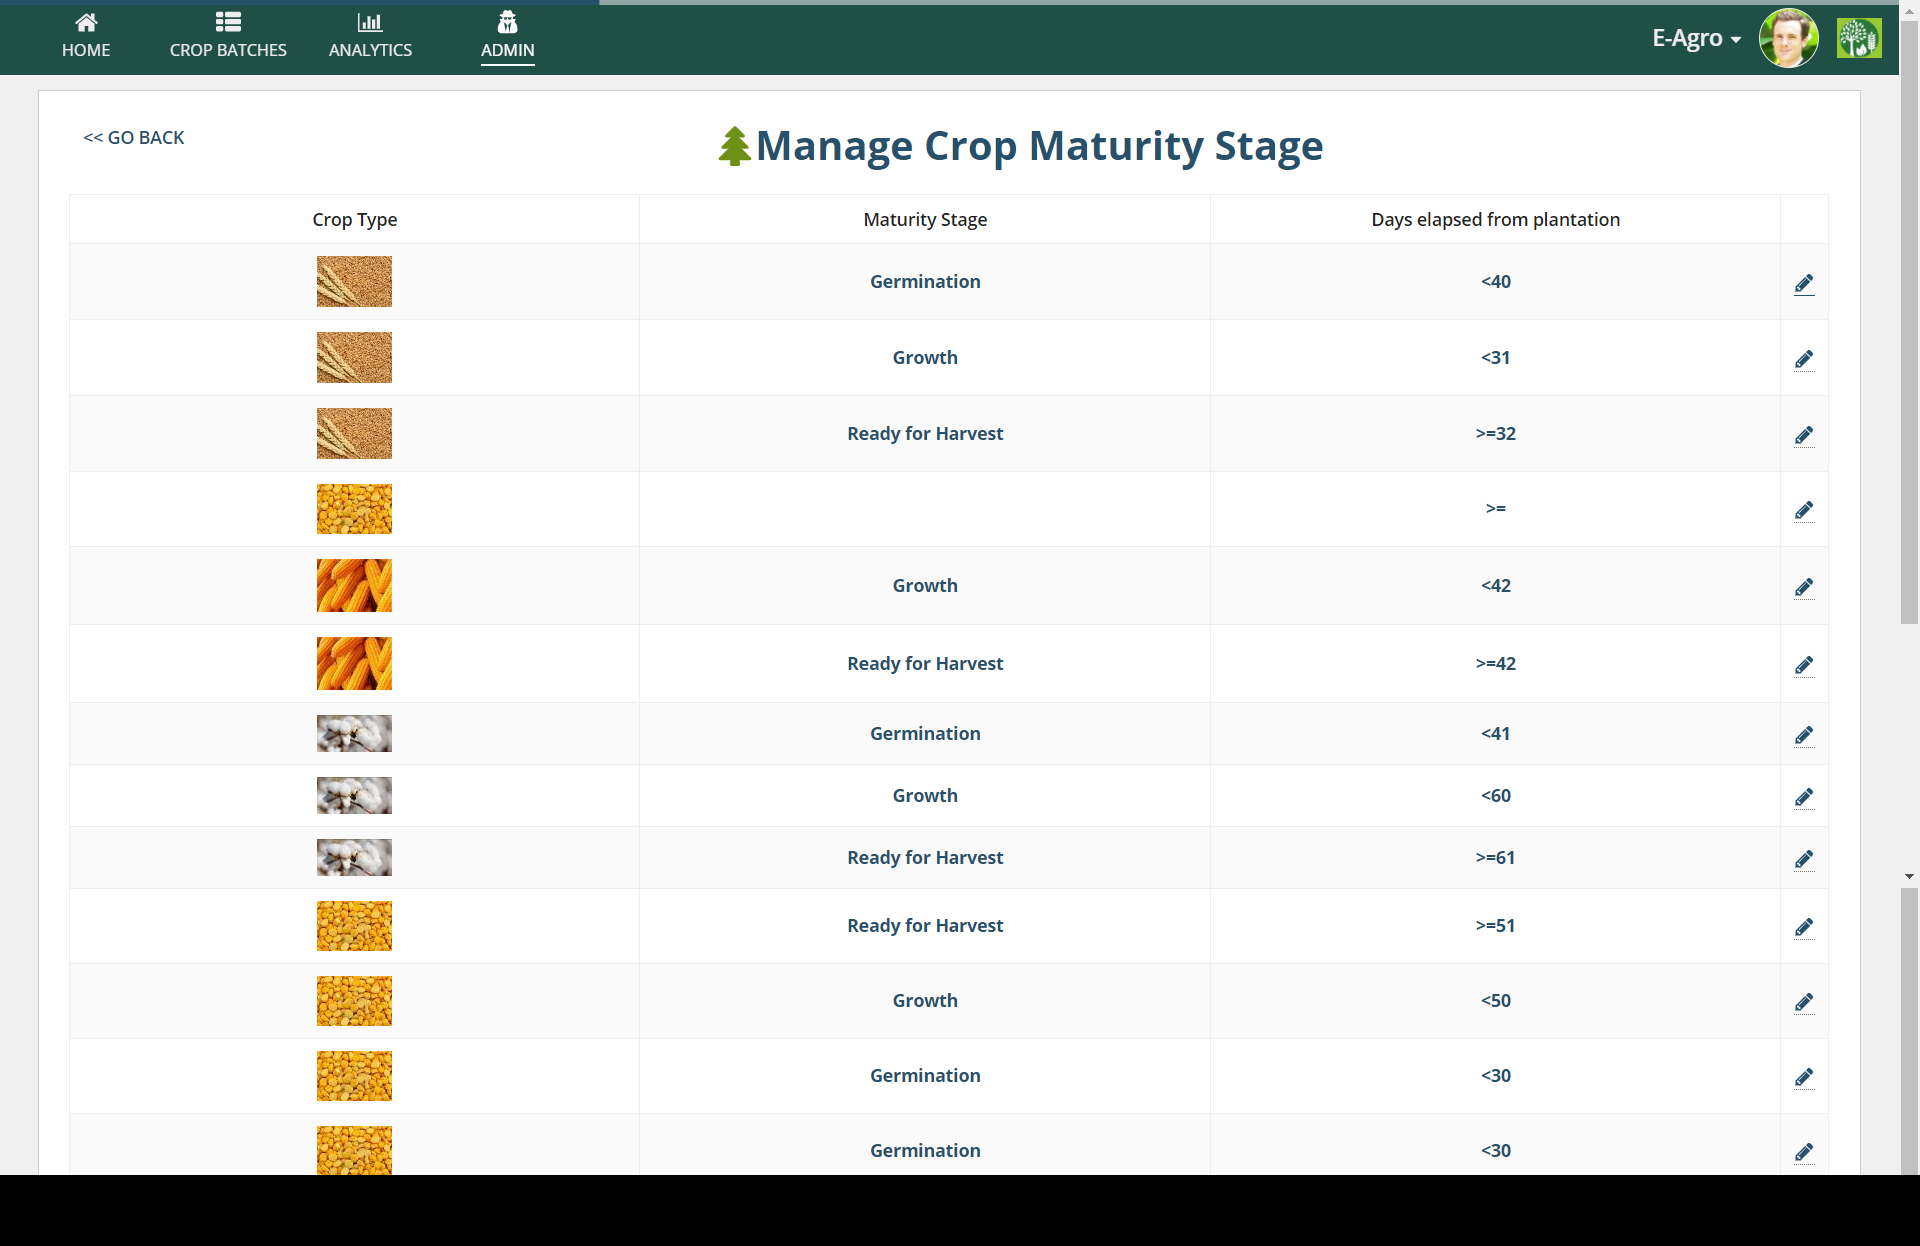 HOME
CROP BATCHES
ANALYTICS
ADMIN
E-Agro
<< GO BACK
Manage Crop Maturity Stage
Crop Type Maturity Stage Days elapsed from plantation
Germination <40
Growth <31
Ready for Harvest >=32
>=
Growth <42
Ready for Harvest >=42
Germination <41
Growth <60
Ready for Harvest >=61
Ready for Harvest >=51
Growth <50
Germination <30
Germination <30